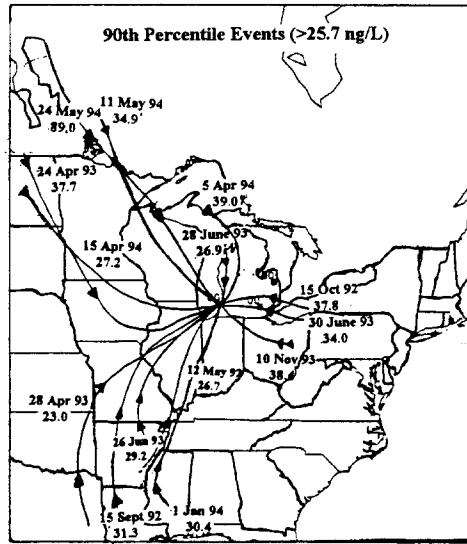 90th Percentile Events (>25.7 ng/L)
24 May 94
89.0
11 May 94
34.9
24 Apr 93
37.7
5 Apr 94
39.0
28 June 93
26.9
15 Apr 94
27.2
15 Oct 92
37.8
30 June 93
34.0
10 Nov 93
38.
12 May 93
26.7
28 Apr 93
23.0
26 Jun 93
29.2
5 Sept 92
31.3
1 Jan 94
30.4